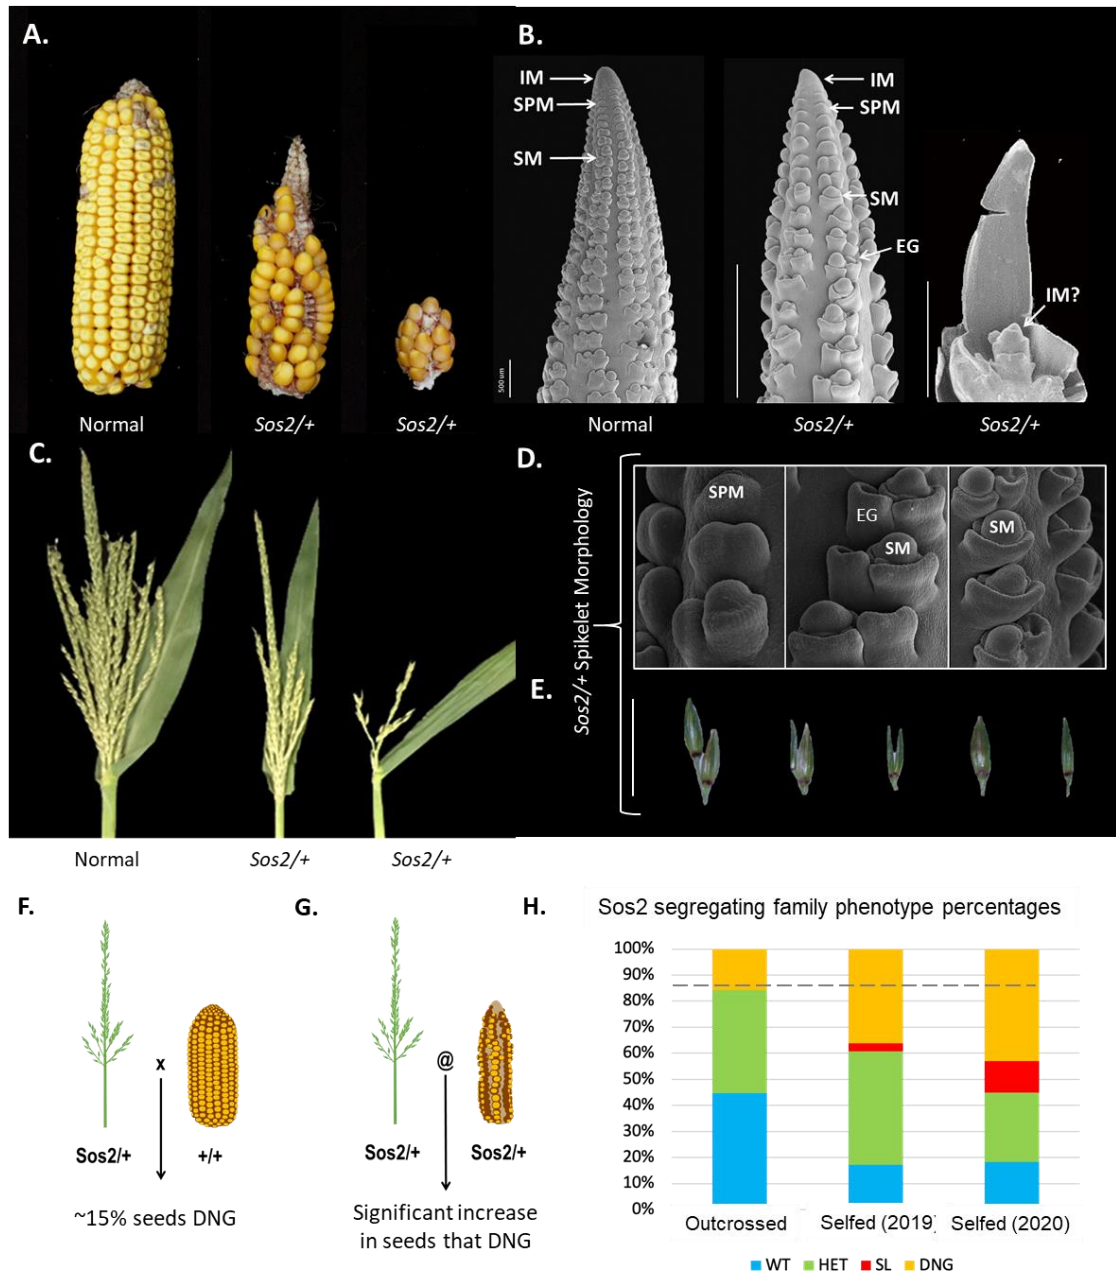 A.
Normal
Sos2/+
Sos2/+
B.
IM
SPM
SM
500um
IM
SPM
SM
EG
IM?
Normal
Sos2/+
Sos2/+
C.
Normal
Sos2/+
Sos2/+
D.
Sos2/+ Spikelet Morphology
SPM
EG
SM
SM
E.
F.
x
Sos2/+
+/+
~15% seeds DNG
G.
@
Sos2/+
Sos2/+
Significant increase
in seeds that DNG
H.
Sos2 segregating family phenotype percentages
100%
90%
80%
70%
60%
50%
40%
30%
20%
10%
0%
Outcrossed
Selfed (2019)
Selfed (2020)
WT
HET
SL
DNG